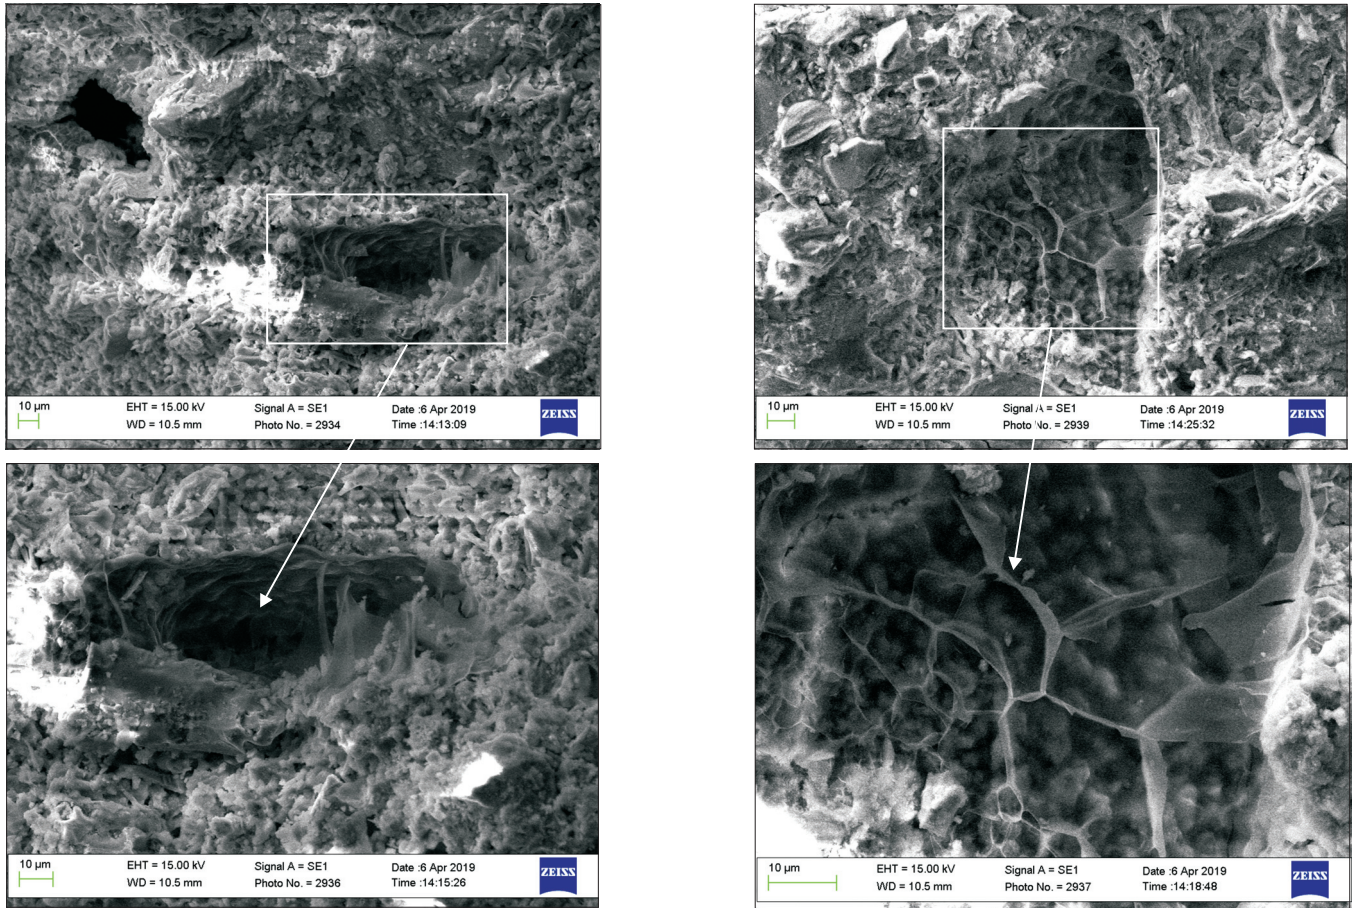 10 µm EHT = 15.00 kV Signal A = SE1 Date :6 Apr 2019 ZEISS
WD = 10.5 mm Photo No. = 2934 Time :14:13:09
10 µm EHT = 15.00 kV Signal A = SE1 Date :6 Apr 2019 ZEISS
WD = 10.5 mm Photo No. = 2939 Time :14:25:32
10 µm EHT = 15.00 kV Signal A = SE1 Date :6 Apr 2019 ZEISS
WD = 10.5 mm Photo No. = 2936 Time :14:15:26
10 µm EHT = 15.00 kV Signal A = SE1 Date :6 Apr 2019 ZEISS
WD = 10.5 mm Photo No. = 2937 Time :14:18:48